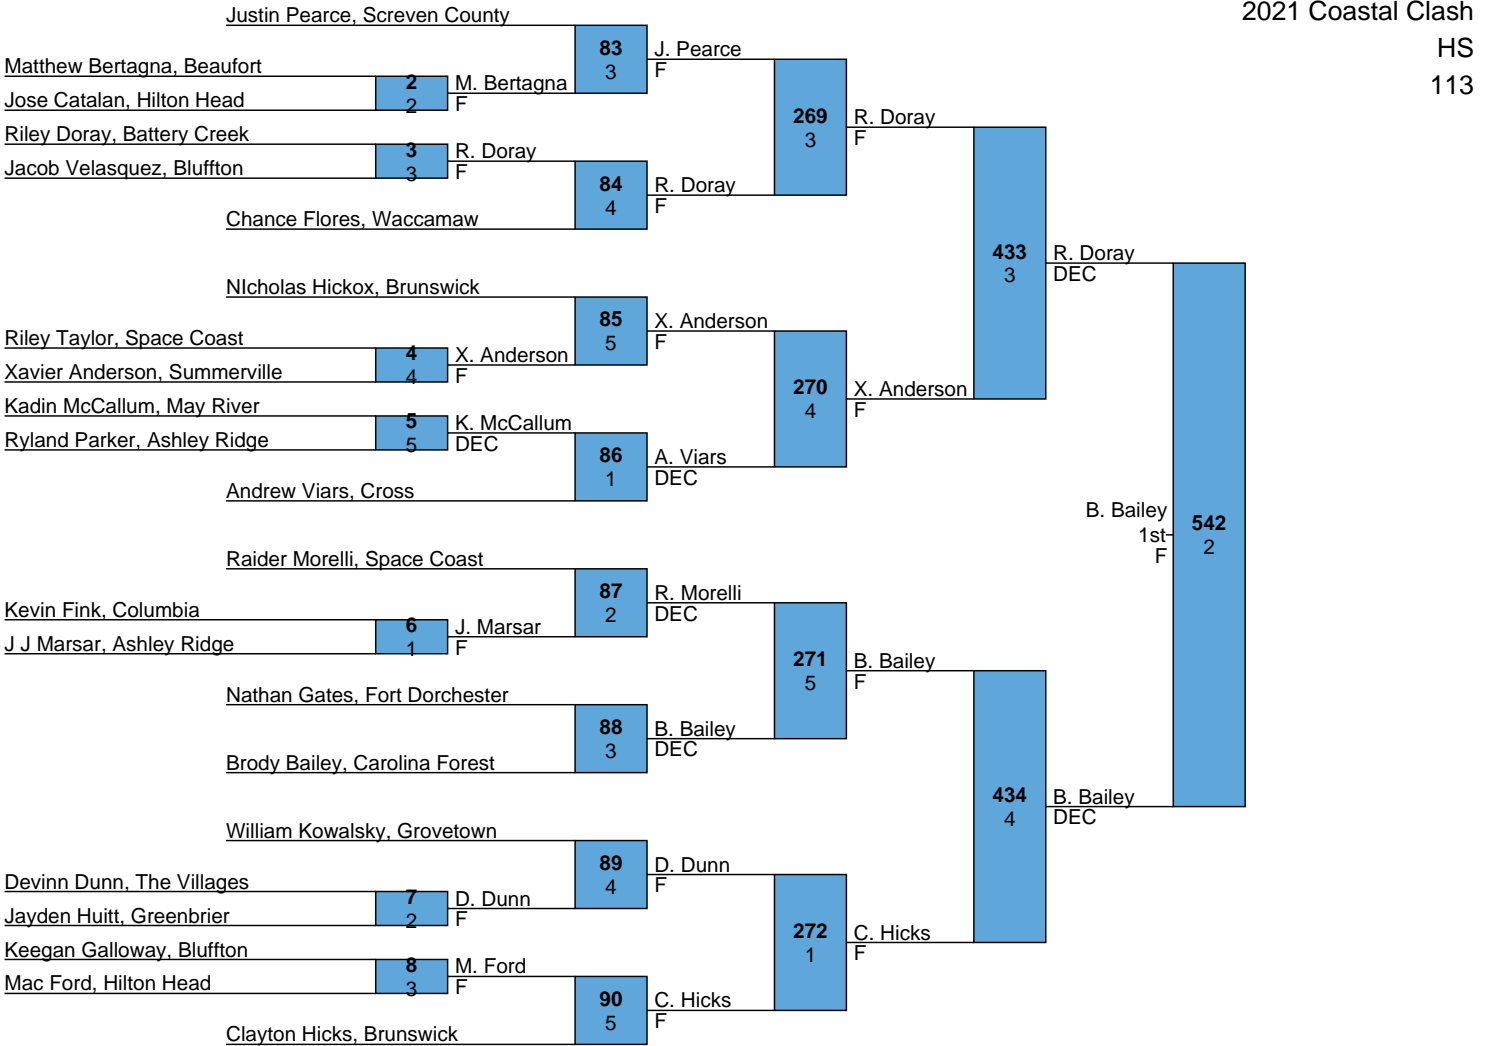 2021 Coastal Clash
HS
113
Justin Pearce, Screven County
83
3
J. Pearce
F
Matthew Bertagna, Beaufort
2
2
M. Bertagna
F
Jose Catalan, Hilton Head
269
3
R. Doray
F
Riley Doray, Battery Creek
3
3
R. Doray
F
Jacob Velasquez, Bluffton
84
4
R. Doray
F
Chance Flores, Waccamaw
433
3
R. Doray
DEC
NIcholas Hickox, Brunswick
85
5
X. Anderson
F
Riley Taylor, Space Coast
4
4
X. Anderson
F
Xavier Anderson, Summerville
270
4
X. Anderson
F
Kadin McCallum, May River
5
5
K. McCallum
DEC
Ryland Parker, Ashley Ridge
86
1
A. Viars
DEC
Andrew Viars, Cross
B. Bailey
1st
F
542
2
Raider Morelli, Space Coast
87
2
R. Morelli
DEC
Kevin Fink, Columbia
6
1
J. Marsar
F
J J Marsar, Ashley Ridge
271
5
B. Bailey
F
Nathan Gates, Fort Dorchester
88
3
B. Bailey
DEC
Brody Bailey, Carolina Forest
434
4
B. Bailey
DEC
William Kowalsky, Grovetown
89
4
D. Dunn
F
Devinn Dunn, The Villages
7
2
D. Dunn
F
Jayden Huitt, Greenbrier
272
1
C. Hicks
F
Keegan Galloway, Bluffton
8
3
M. Ford
F
Mac Ford, Hilton Head
90
5
C. Hicks
F
Clayton Hicks, Brunswick